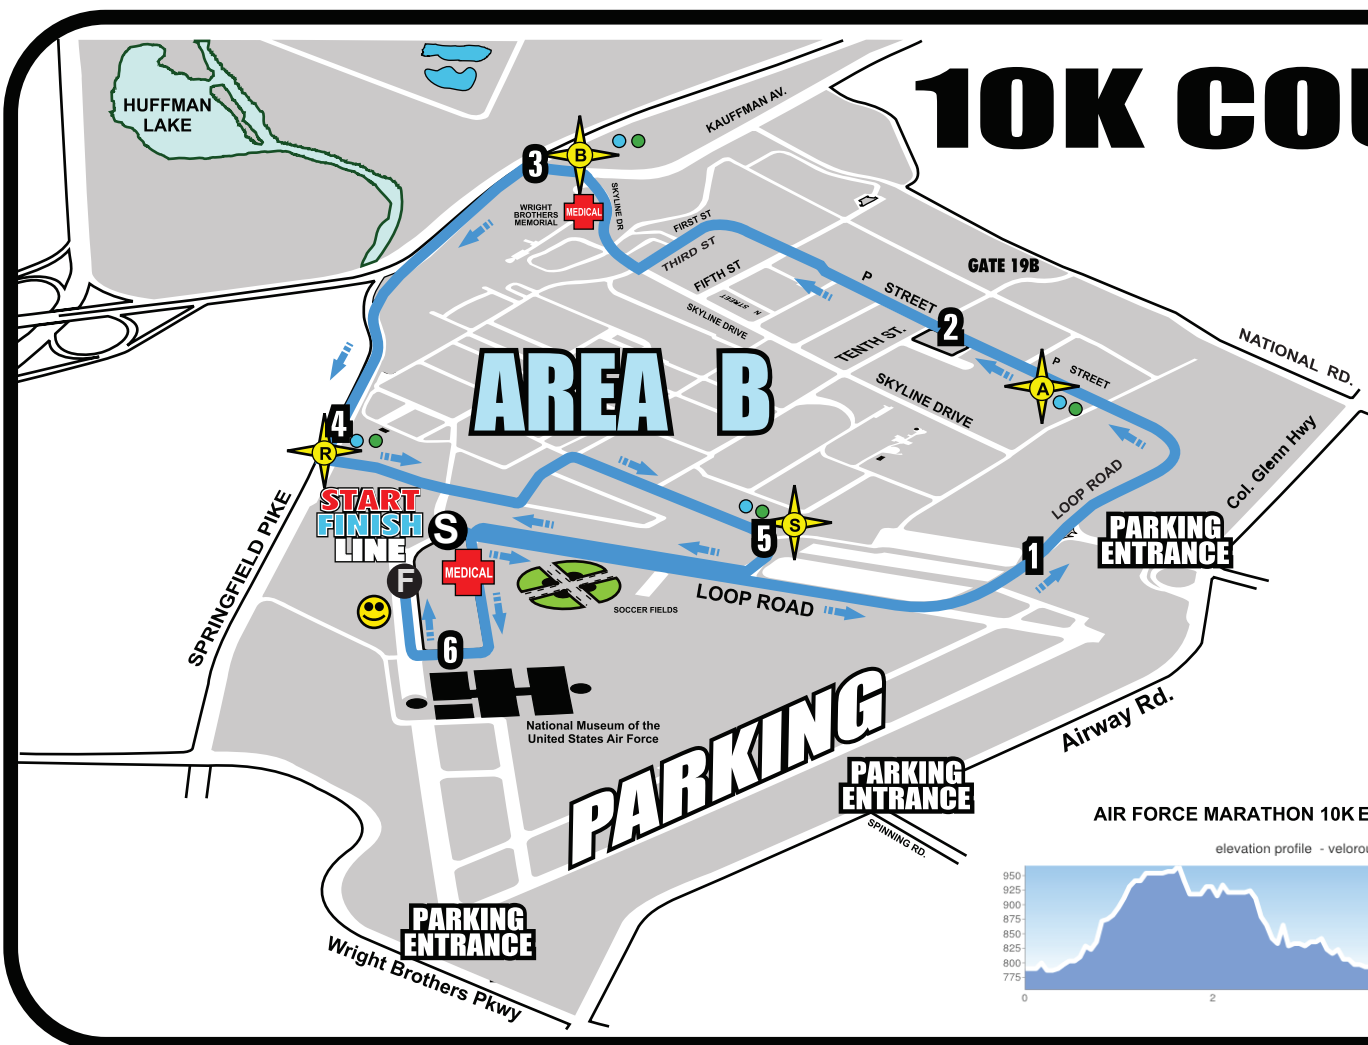 10K COU
HUFFMAN
LAKE
KAUFFMAN AV.
3
B
MEDICAL
WRIGHT
BROTHERS
MEMORIAL
SKYLINE DR
FIRST ST
THIRD ST
FIFTH ST
N STREET
SKYLINE DRIVE
GATE 19B
P STREET
2
TENTH ST.
P STREET
A
NATIONAL RD.
SKYLINE DRIVE
AREA B
4
R
START
FINISH
LINE
S
F
MEDICAL
6
SOCCER FIELDS
5
S
LOOP ROAD
1
LOOP ROAD
Col. Glenn Hwy
PARKING
ENTRANCE
SPRINGFIELD PIKE
National Museum of the
United States Air Force
PARKING
Airway Rd.
PARKING
ENTRANCE
SPINNING RD.
PARKING
ENTRANCE
Wright Brothers Pkwy
AIR FORCE MARATHON 10K E
elevation profile - velorou
950
925
900
875
850
825
800
775
0 2